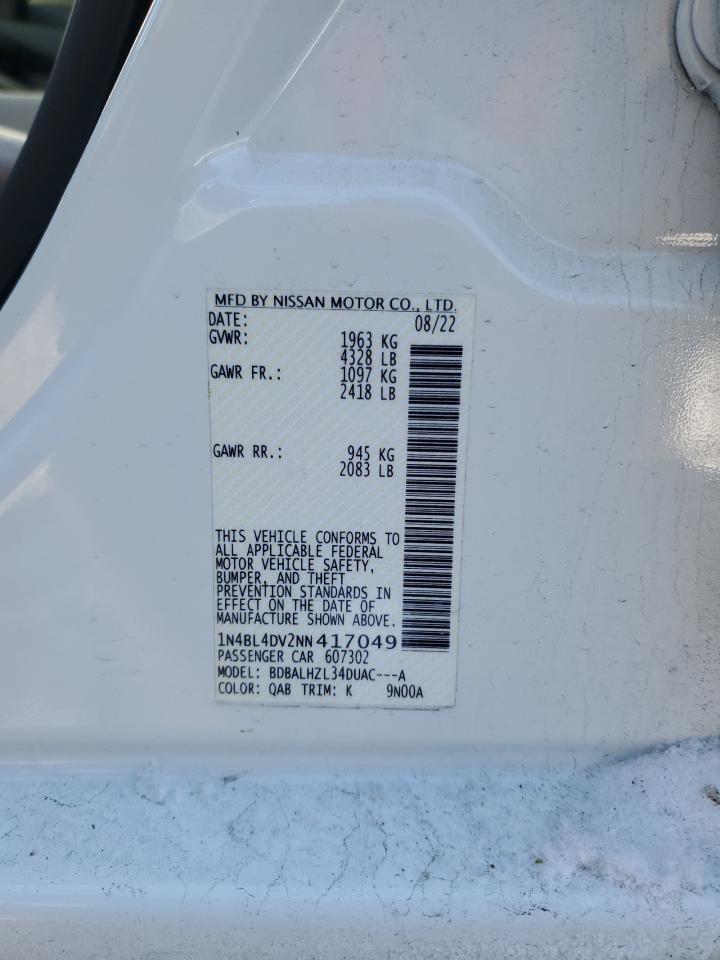 MFD BY NISSAN MOTOR CO., LTD.
DATE: 08/22
GVWR: 1963 KG
4328 LB
GAWR FR.: 1097 KG
2418 LB
GAWR RR.: 945 KG
2083 LB
THIS VEHICLE CONFORMS TO
ALL APPLICABLE FEDERAL
MOTOR VEHICLE SAFETY,
BUMPER, AND THEFT
PREVENTION STANDARDS IN
EFFECT ON THE DATE OF
MANUFACTURE SHOWN ABOVE.
1N4BL4DV2NN417049
PASSENGER CAR 607302
MODEL: BDBALHZL34DUAC---A
COLOR: QAB TRIM: K 9N00A